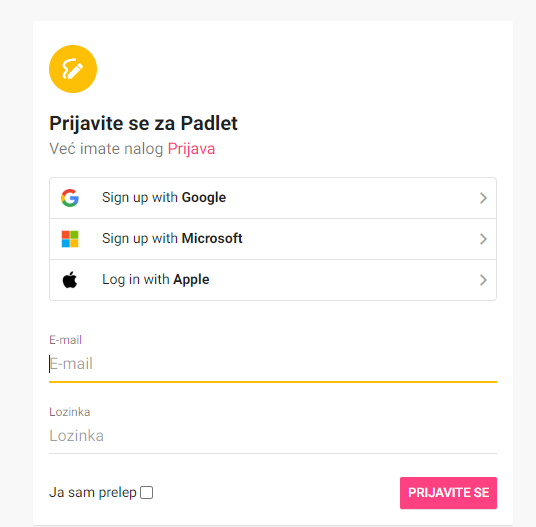 Prijavite se za Padlet
Već imate nalog Prijava
Sign up with Google
Sign up with Microsoft
Log in with Apple
E-mail
E-mail
Lozinka
Lozinka
Ja sam prelep
PRIJAVITE SE